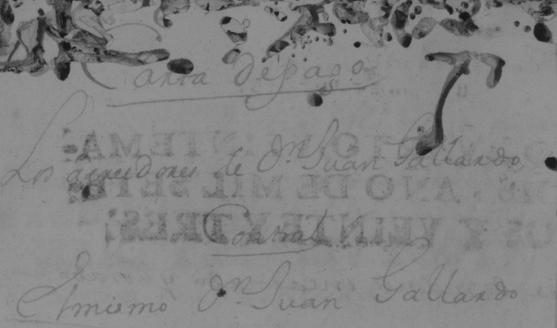 Carta de pago
Los acreedores de Dn Juan Gallardo
Contra
El mismo Dn Juan Gallardo